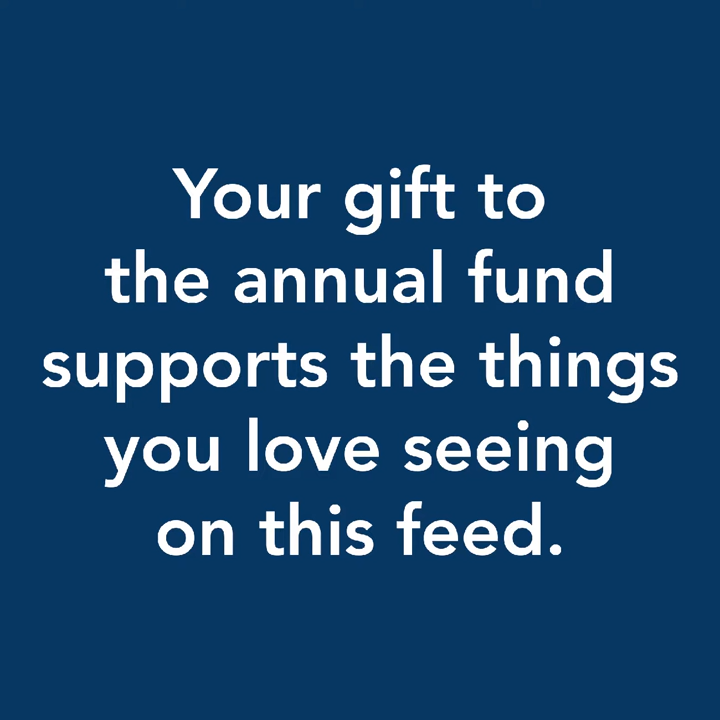 Your gift to
the annual fund
supports the things
you love seeing
on this feed.